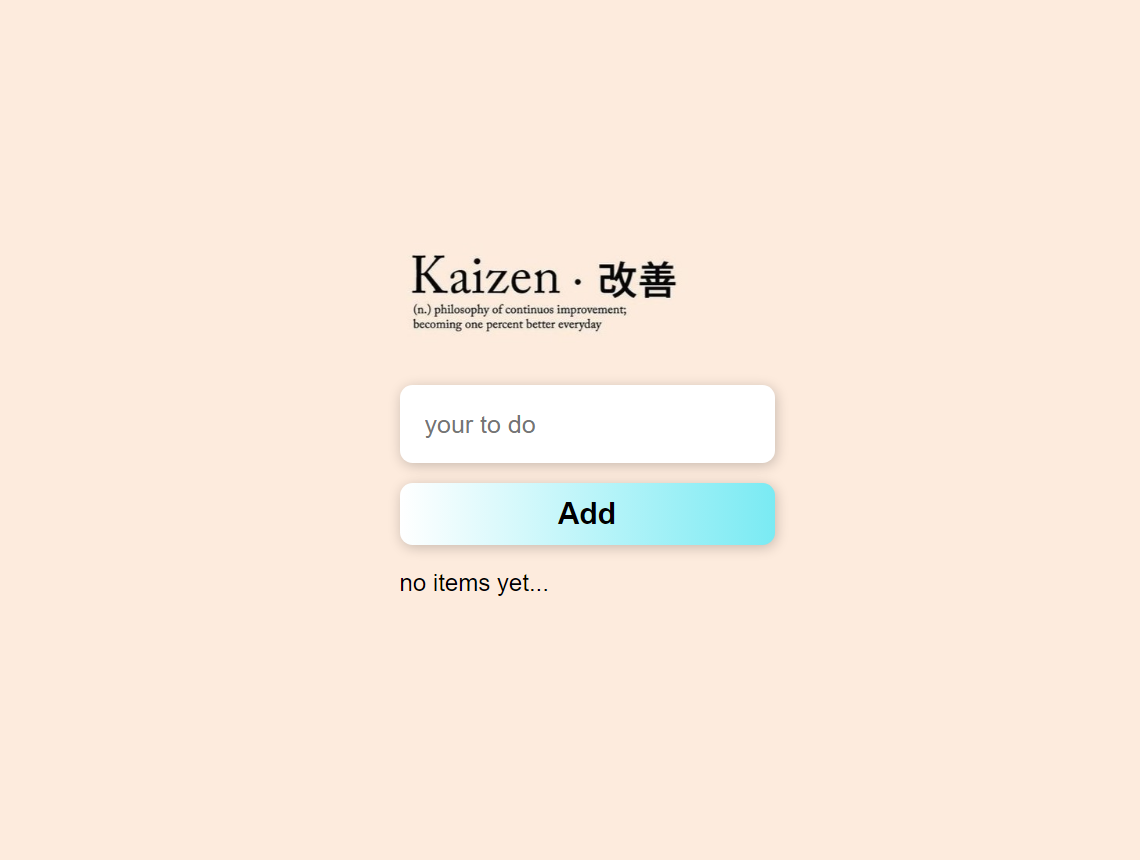 Kaizen · 改善
(n.) philosophy of continuos improvement;
becoming one percent better everyday
your to do
Add
no items yet...